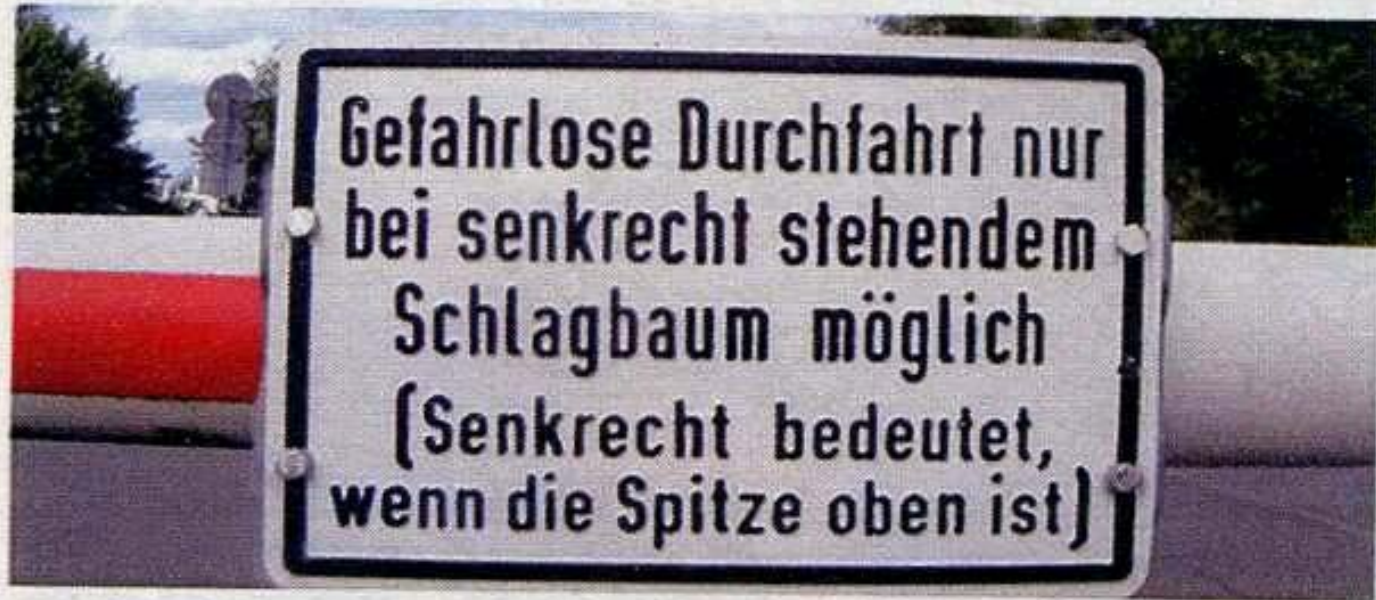 Gefahrlose Durchfahrt nur
bei senkrecht stehendem
Schlagbaum möglich
(Senkrecht bedeutet,
wenn die Spitze oben ist)